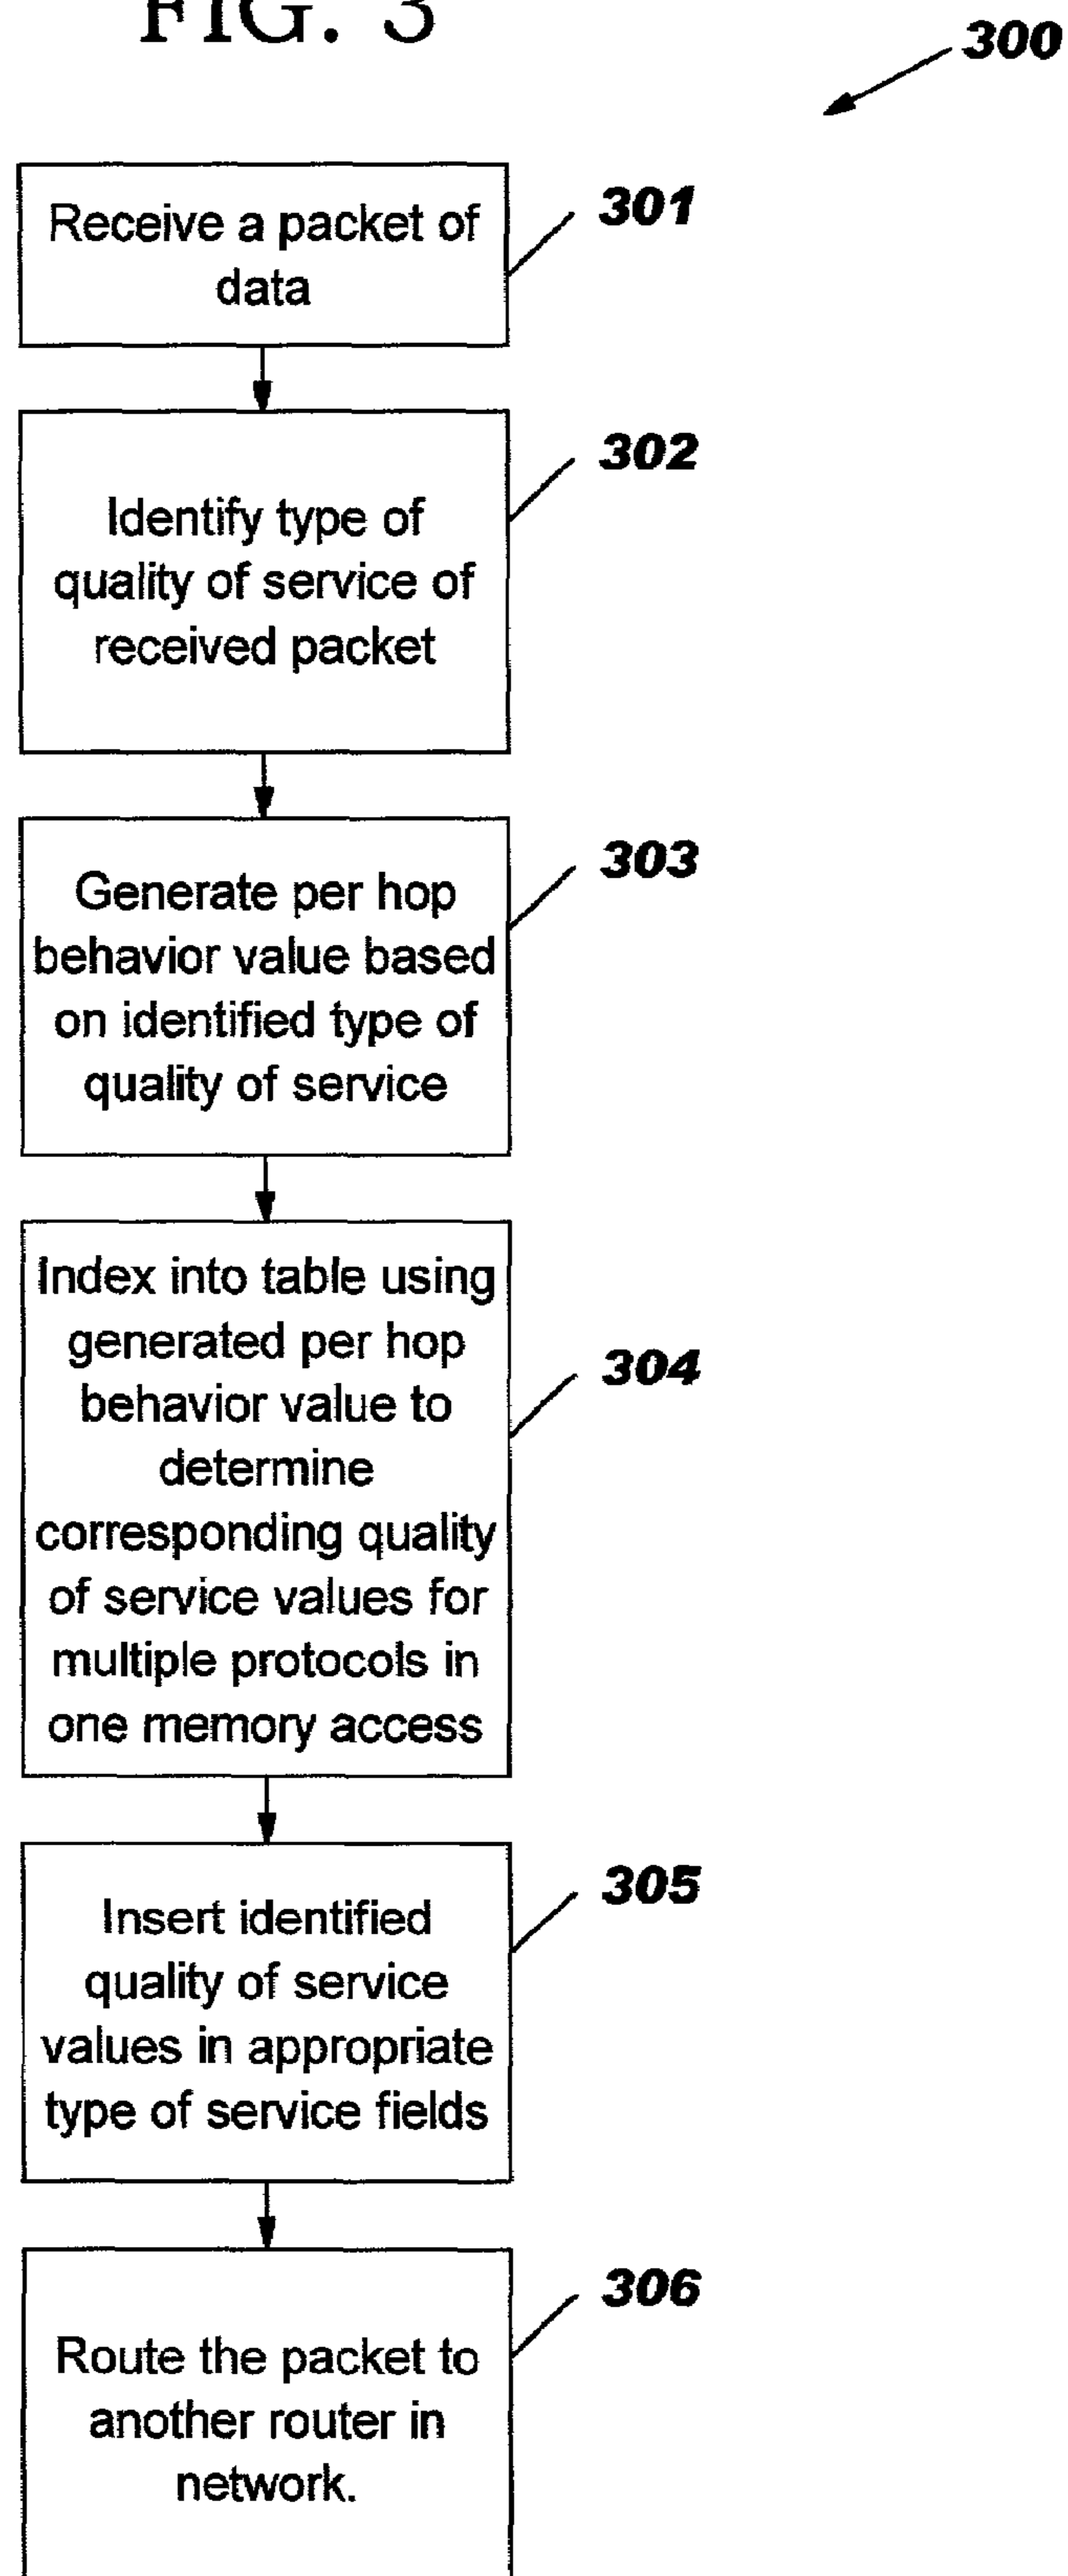 FIG. 3
300
Receive a packet of
data
301
Identify type of
quality of service of
received packet
302
Generate per hop
behavior value based
on identified type of
quality of service
303
Index into table using
generated per hop
behavior value to
determine
corresponding quality
of service values for
multiple protocols in
one memory access
304
Insert identified
quality of service
values in appropriate
type of service fields
305
Route the packet to
another router in
network.
306